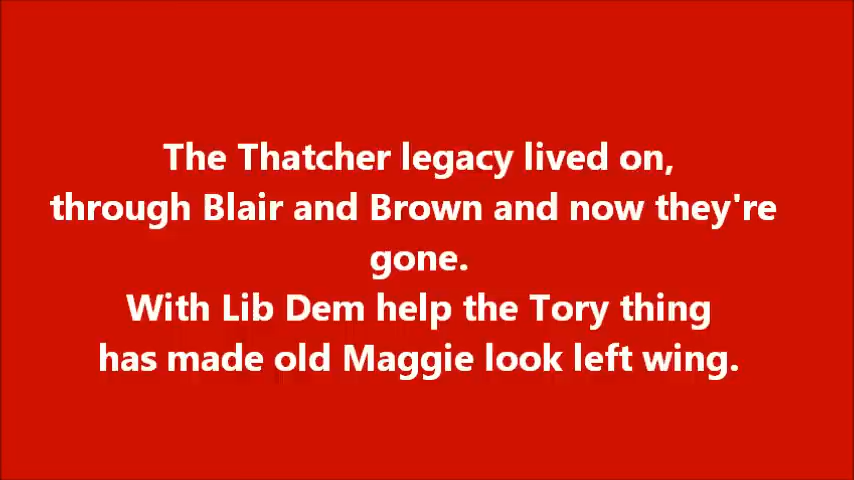 The Thatcher legacy lived on,
through Blair and Brown and now they're
gone.
With Lib Dem help the Tory thing
has made old Maggie look left wing.